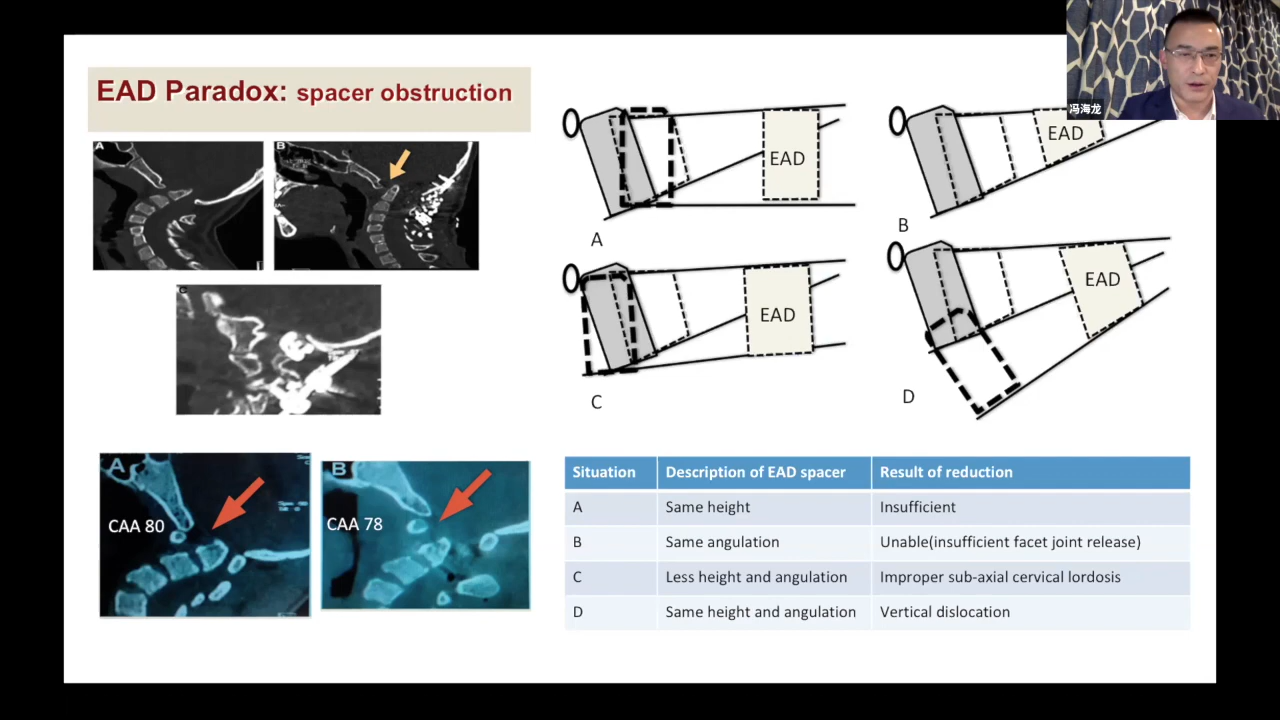 冯海龙
EAD Paradox: spacer obstruction
A
B
CAA 80
A
CAA 78
B
EAD
A
EAD
B
EAD
C
EAD
D
Situation Description of EAD spacer Result of reduction
A Same height Insufficient
B Same angulation Unable(insufficient facet joint release)
C Less height and angulation Improper sub-axial cervical lordosis
D Same height and angulation Vertical dislocation